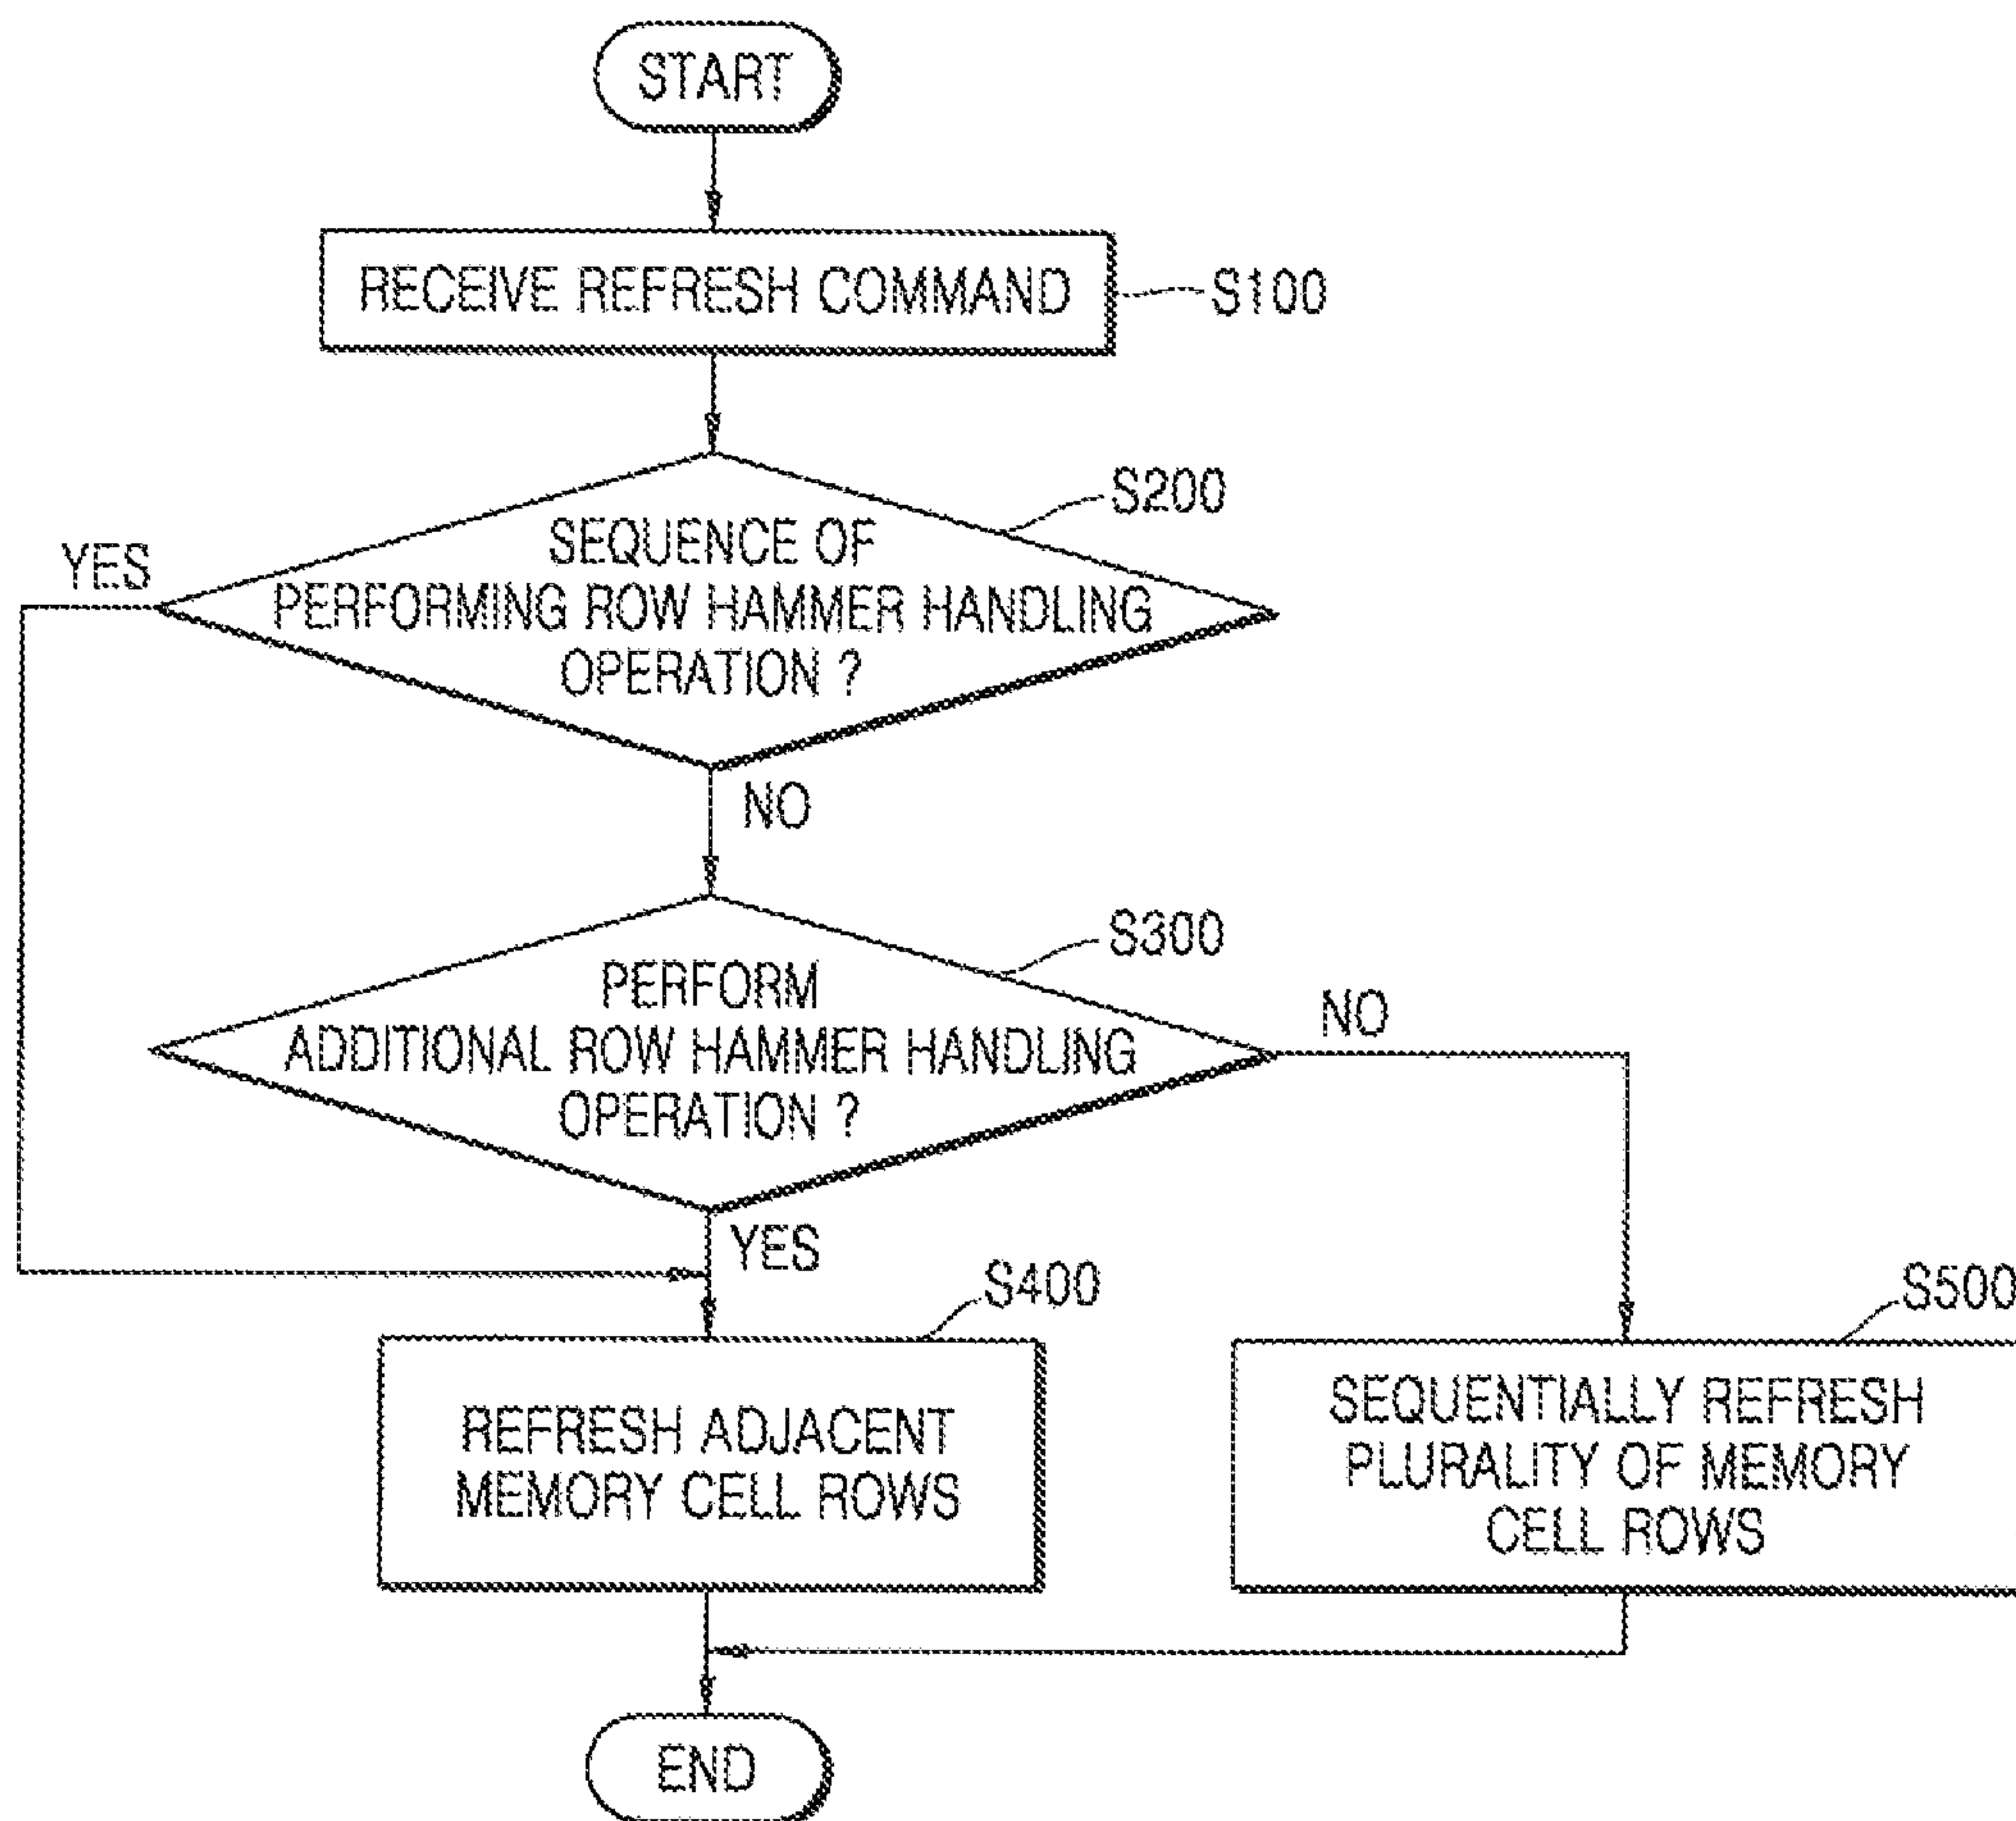 START
RECEIVE REFRESH COMMAND
S100
S200
SEQUENCE OF
PERFORMING ROW HAMMER HANDLING
OPERATION ?
YES
NO
S300
PERFORM
ADDITIONAL ROW HAMMER HANDLING
OPERATION ?
NO
YES
S400
REFRESH ADJACENT
MEMORY CELL ROWS
S500
SEQUENTIALLY REFRESH
PLURALITY OF MEMORY
CELL ROWS
END